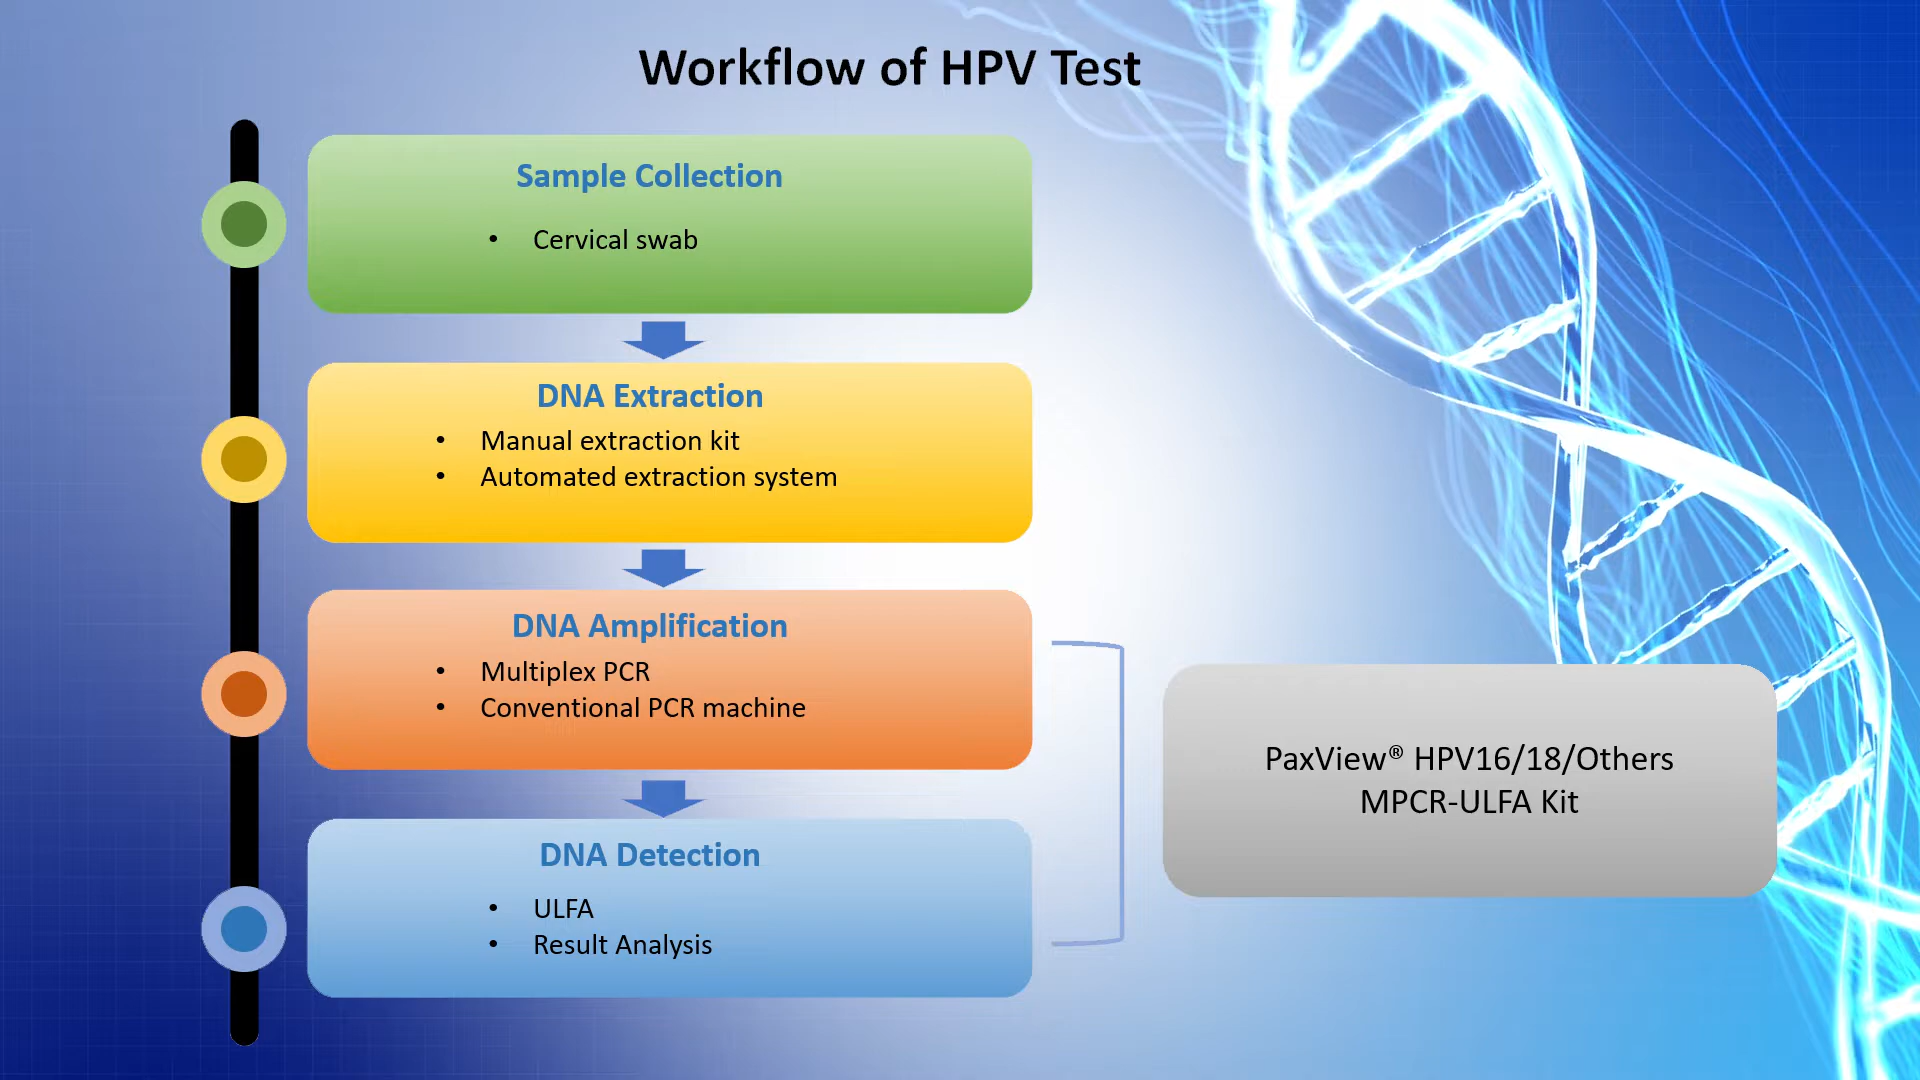 Workflow of HPV Test
Sample Collection
• Cervical swab
DNA Extraction
• Manual extraction kit
• Automated extraction system
DNA Amplification
• Multiplex PCR
• Conventional PCR machine
DNA Detection
• ULFA
• Result Analysis
PaxView® HPV16/18/Others
MPCR-ULFA Kit